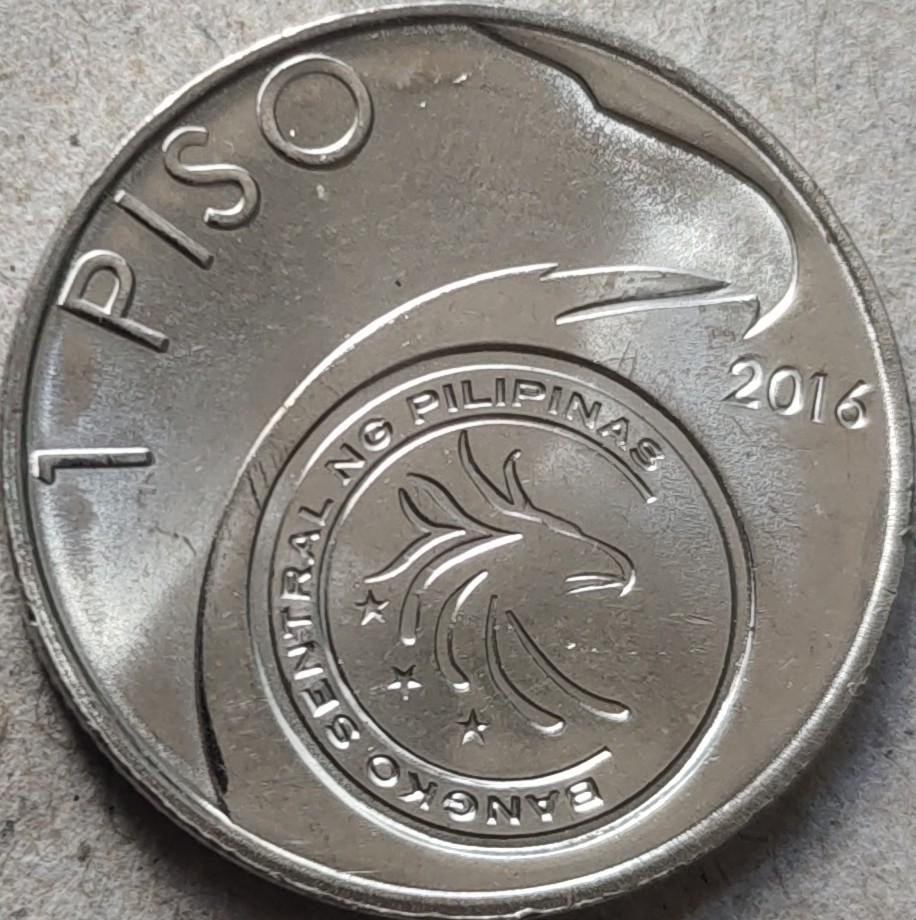 1 PISO
2016
BANGKO SENTRAL NG PILIPINAS